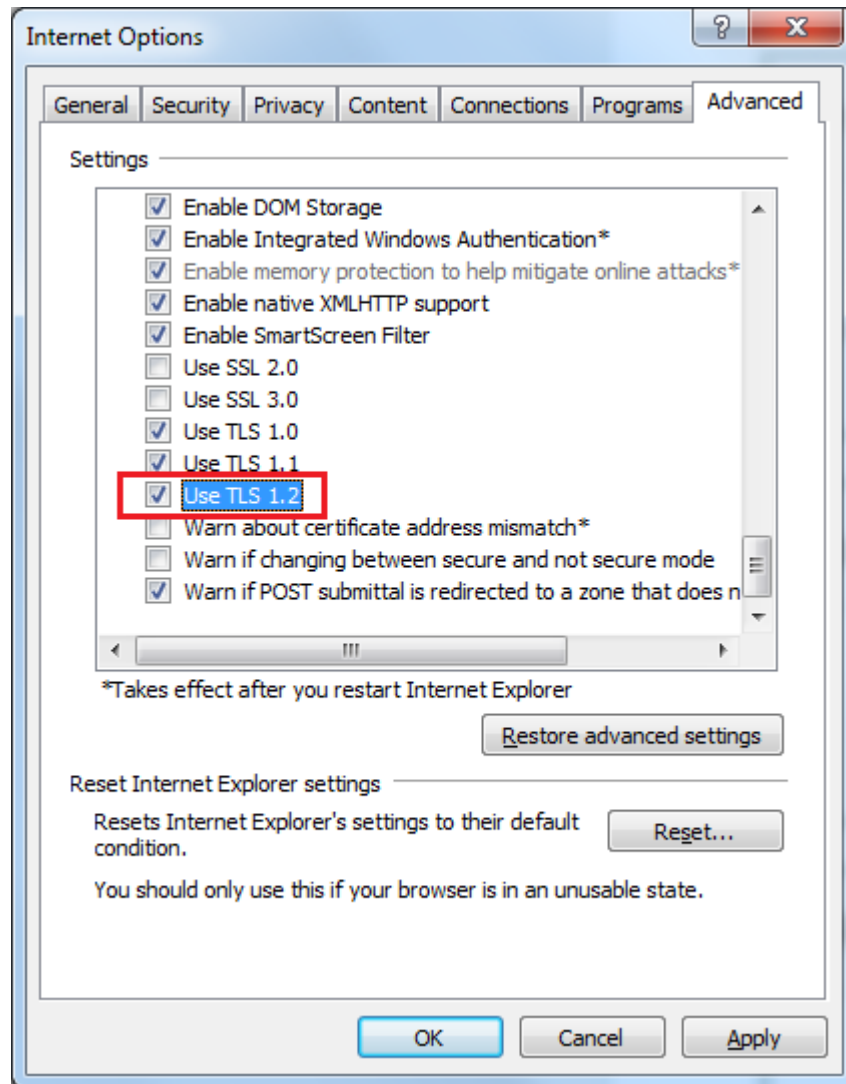 Internet Options
General Security Privacy Content Connections Programs Advanced
Settings
Enable DOM Storage
Enable Integrated Windows Authentication*
Enable memory protection to help mitigate online attacks*
Enable native XMLHTTP support
Enable SmartScreen Filter
Use SSL 2.0
Use SSL 3.0
Use TLS 1.0
Use TLS 1.1
Use TLS 1.2
Warn about certificate address mismatch*
Warn if changing between secure and not secure mode
Warn if POST submittal is redirected to a zone that does n
*Takes effect after you restart Internet Explorer
Restore advanced settings
Reset Internet Explorer settings
Resets Internet Explorer's settings to their default
condition.
Reset...
You should only use this if your browser is in an unusable state.
OK Cancel Apply